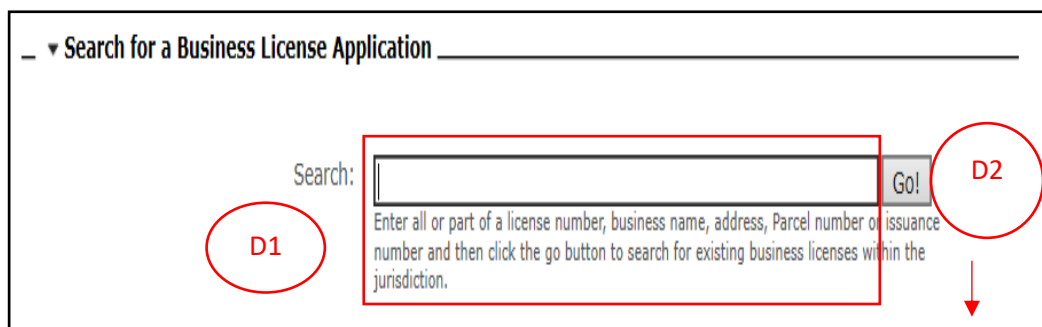 Search for a Business License Application
Search:
Go!
D2
Enter all or part of a license number, business name, address, Parcel number or issuance
number and then click the go button to search for existing business licenses within the
jurisdiction.
D1